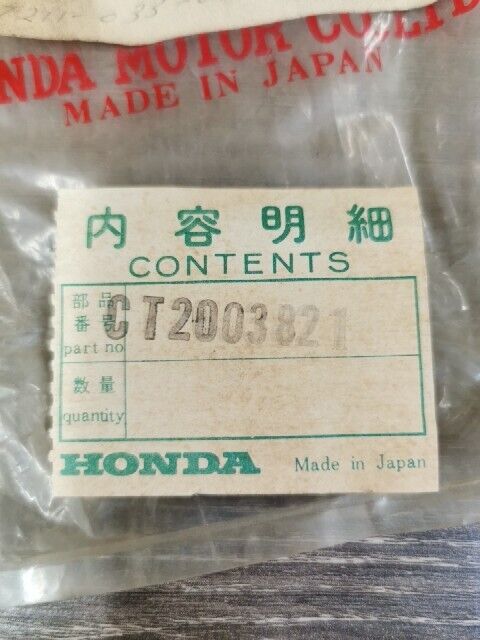 HONDA MOTOR CO.,LTD.
MADE IN JAPAN
内容明細
CONTENTS
部品
番号
part no
CT2003821
数量
quantity
HONDA Made in Japan